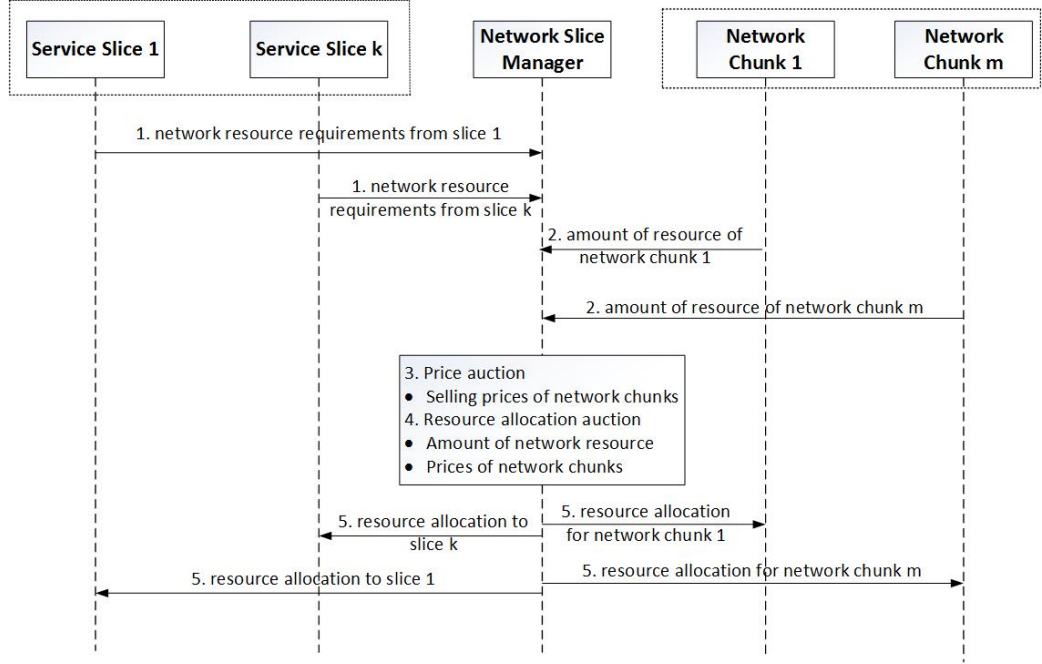 Service Slice 1
Service Slice k
Network Slice
Manager
Network
Chunk 1
Network
Chunk m
1. network resource requirements from slice 1
1. network resource
requirements from slice k
2. amount of resource of
network chunk 1
2. amount of resource of network chunk m
3. Price auction
● Selling prices of network chunks
4. Resource allocation auction
● Amount of network resource
● Prices of network chunks
5. resource allocation to
slice k
5. resource allocation
for network chunk 1
5. resource allocation to slice 1
5. resource allocation for network chunk m